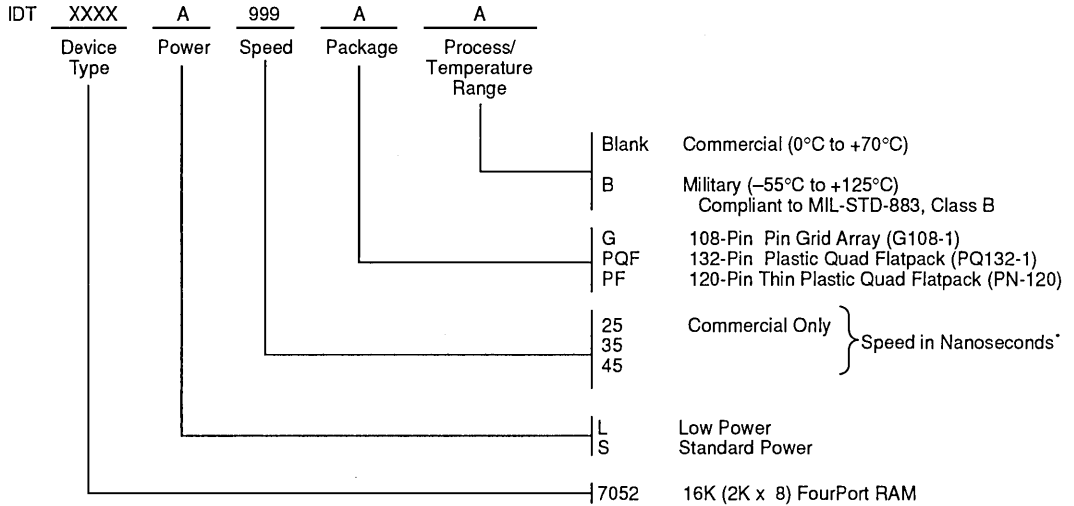 IDT XXXX A 999 A A
Device Type Power Speed Package Process/ Temperature Range
Blank Commercial (0°C to +70°C)
B Military (–55°C to +125°C)
Compliant to MIL-STD-883, Class B
G 108-Pin Pin Grid Array (G108-1)
PQF 132-Pin Plastic Quad Flatpack (PQ132-1)
PF 120-Pin Thin Plastic Quad Flatpack (PN-120)
25 Commercial Only
35 Speed in Nanoseconds*
45
L Low Power
S Standard Power
7052 16K (2K x 8) FourPort RAM